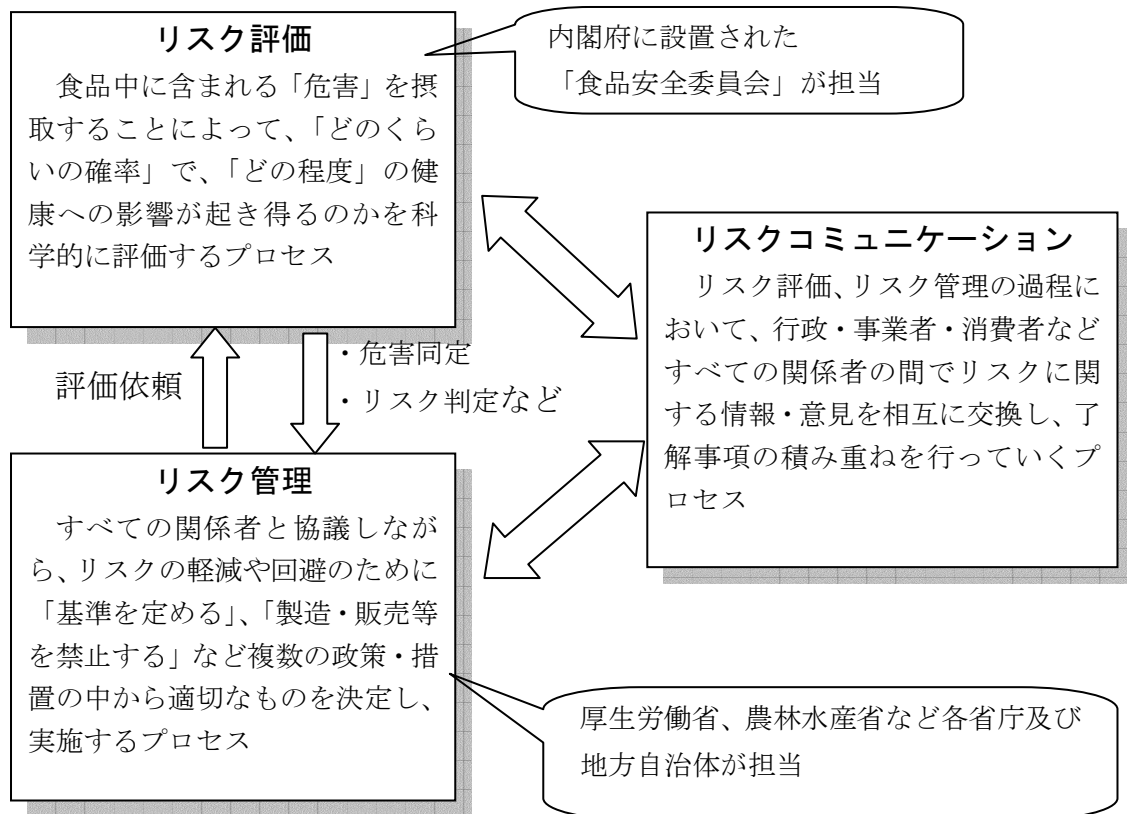 リスク評価
食品中に含まれる「危害」を摂
取することによって、「どのくら
いの確率」で、「どの程度」の健
康への影響が起き得るのかを科
学的に評価するプロセス
内閣府に設置された
「食品安全委員会」が担当
リスクコミュニケーション
リスク評価、リスク管理の過程に
おいて、行政・事業者・消費者など
すべての関係者の間でリスクに関
する情報・意見を相互に交換し、了
解事項の積み重ねを行っていくプ
ロセス
評価依頼
・危害同定
・リスク判定など
リスク管理
すべての関係者と協議しなが
ら、リスクの軽減や回避のために
「基準を定める」、「製造・販売等
を禁止する」など複数の政策・措
置の中から適切なものを決定し、
実施するプロセス
厚生労働省、農林水産省など各省庁及び
地方自治体が担当